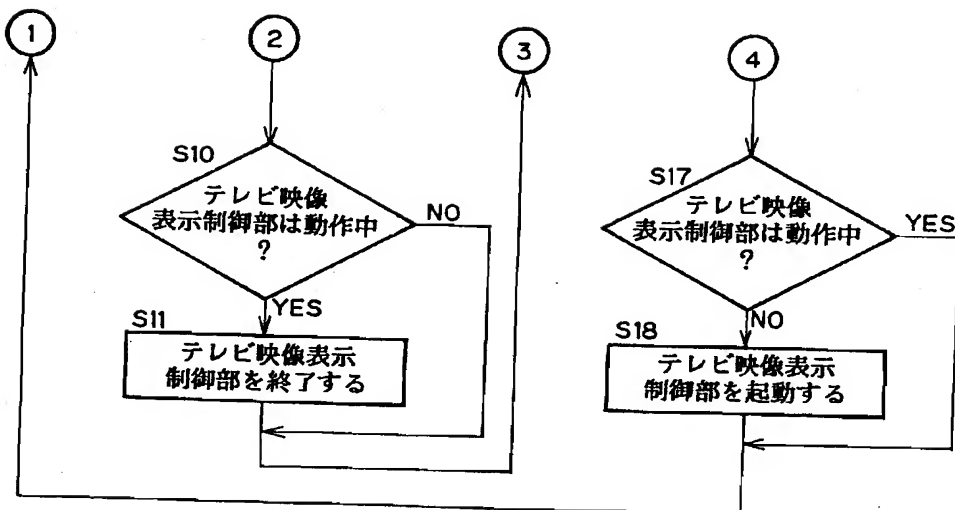 1
2
3
4
S10
テレビ映像
表示制御部は動作中
?
NO
YES
S11
テレビ映像表示
制御部を終了する
S17
テレビ映像
表示制御部は動作中
?
YES
NO
S18
テレビ映像表示
制御部を起動する